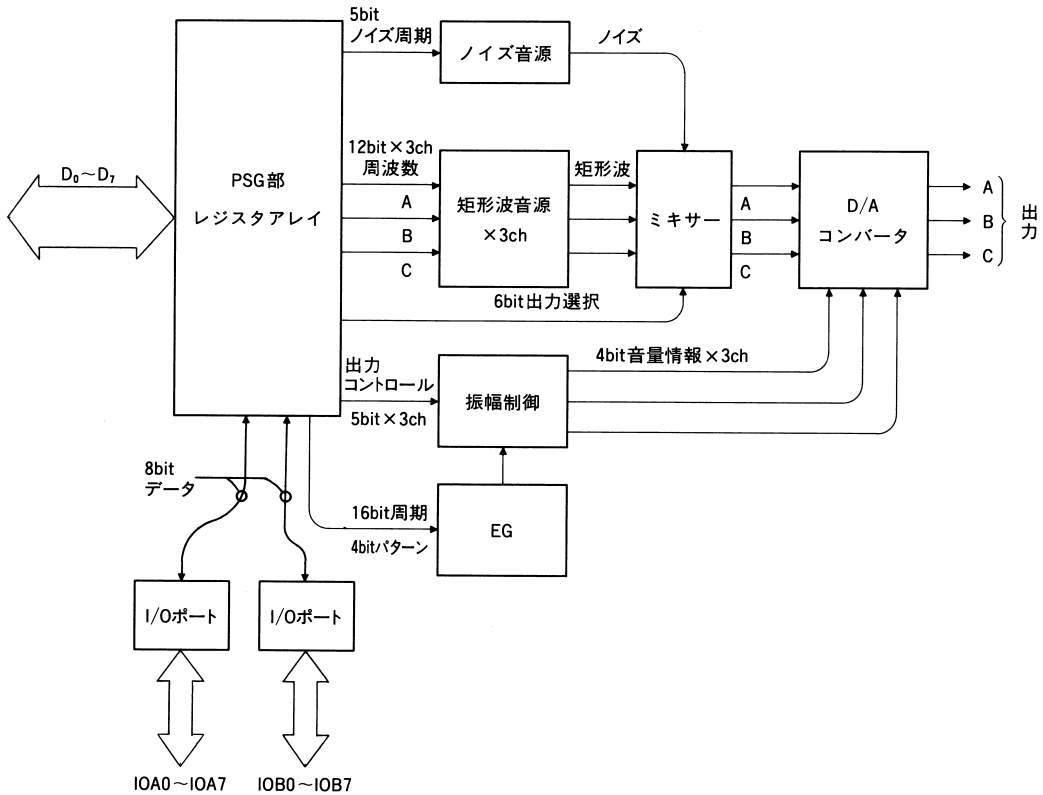 5bit
ノイズ周期
ノイズ音源
ノイズ
D₀～D₇
PSG部
レジスタアレイ
12bit×3ch
周波数
A
B
C
矩形波音源
×3ch
矩形波
ミキサー
A
B
C
D/A
コンバータ
A
B
C
出力
6bit出力選択
出力
コントロール
5bit×3ch
振幅制御
4bit音量情報×3ch
8bit
データ
16bit周期
4bitパターン
EG
I/Oポート
I/Oポート
IOA0～IOA7
IOB0～IOB7